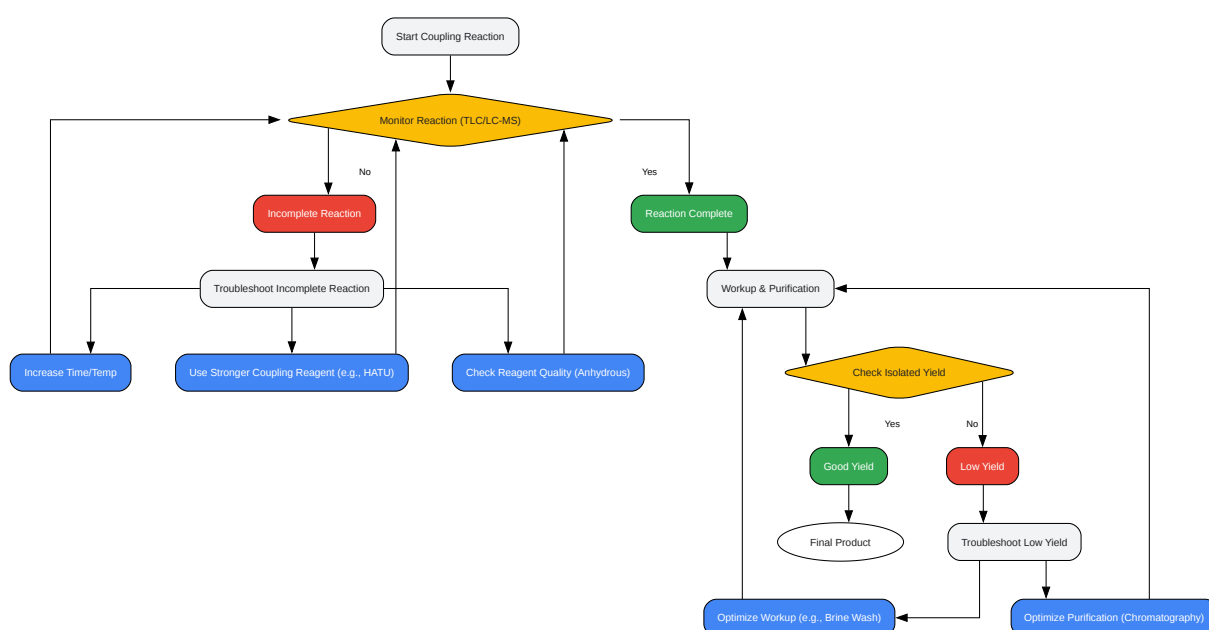 Start Coupling Reaction
Monitor Reaction (TLC/LC-MS)
No
Yes
Incomplete Reaction
Reaction Complete
Troubleshoot Incomplete Reaction
Workup & Purification
Increase Time/Temp
Use Stronger Coupling Reagent (e.g., HATU)
Check Reagent Quality (Anhydrous)
Check Isolated Yield
Yes
No
Good Yield
Low Yield
Final Product
Troubleshoot Low Yield
Optimize Workup (e.g., Brine Wash)
Optimize Purification (Chromatography)